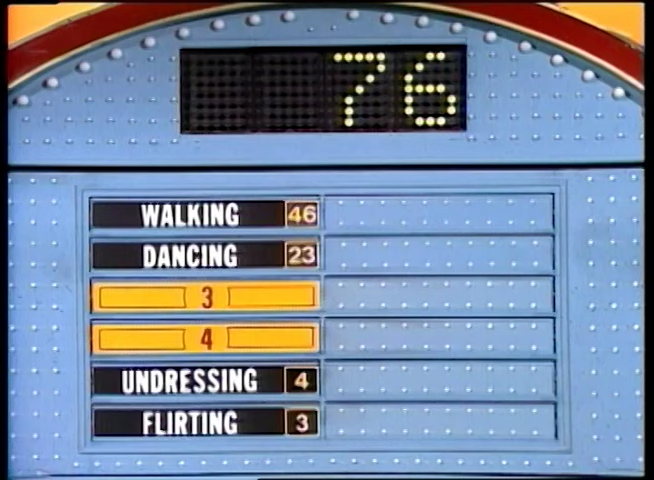 76
WALKING 46
DANCING 23
3
4
UNDRESSING 4
FLIRTING 3